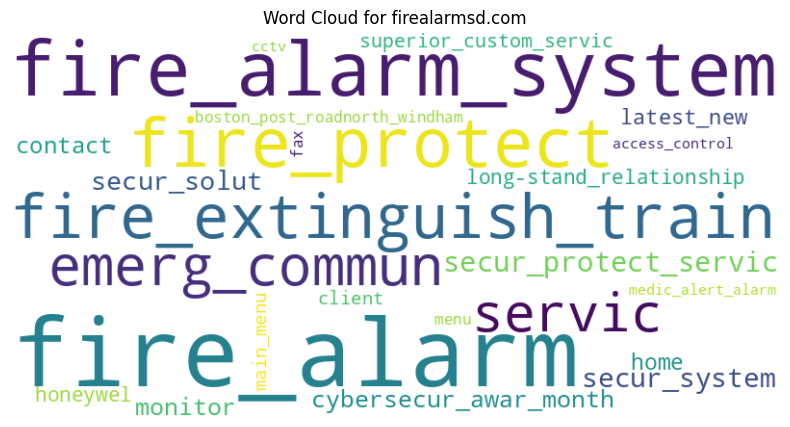 Word Cloud for firealarmsd.com
cctv
superior_custom_servic
fire_alarm_system
boston_post_roadnorth_windham
latest_new
contact
fire_protect
fax
access_control
secur_solut
long-stand_relationship
fire_extinguish_train
emerg_commun
secur_protect_servic
medic_alert_alarm
client
main_menu
menu
servic
fire_alarm
home
secur_system
honeywel
monitor
cybersecur_awar_month